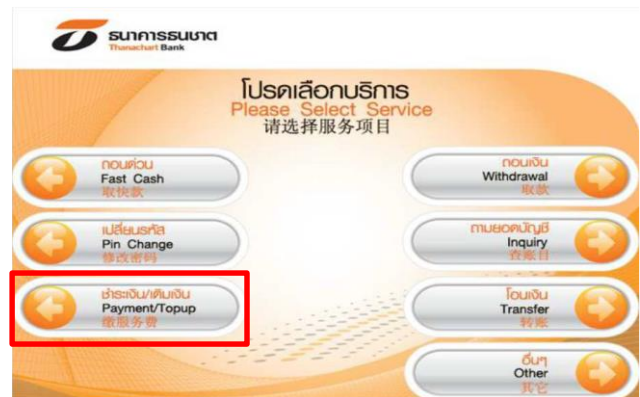 ธนาคารธนชาต
Thanachart Bank
โปรดเลือกบริการ
Please Select Service
请选择服务项目
ถอนด่วน
Fast Cash
取快款
เปลี่ยนรหัส
Pin Change
修改密码
ชำระเงิน/เติมเงิน
Payment/Topup
缴服务费
ถอนเงิน
Withdrawal
取款
ถามยอดบัญชี
Inquiry
查账目
โอนเงิน
Transfer
转账
อื่นๆ
Other
其它